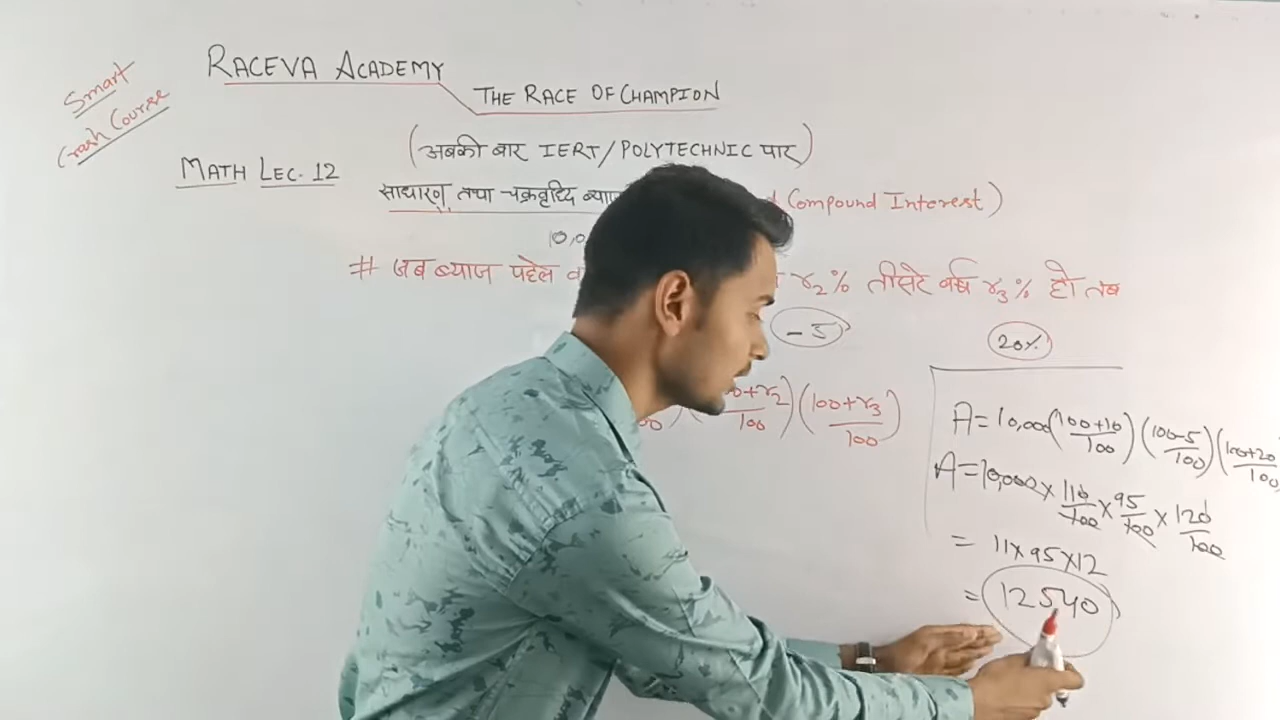 Smart
Crash Course
RACEVA ACADEMY
THE RACE OF CHAMPION
(अबकी बार IERT/POLYTECHNIC पार)
MATH LEC. 12
साधारण तथा चक्रवृद्धि ब्याज Compound Interest)
10,0
# जब ब्याज पहले r₂% तीसरे वर्ष r₃% हो तब
-5
20%
100 +r₂/100) (100+r₃/100)
A=10,000(100+10/100)(100-5/100)(100+20/100
A=10,000×110/100×95/100×120/100
= 11×95×12
= 12540